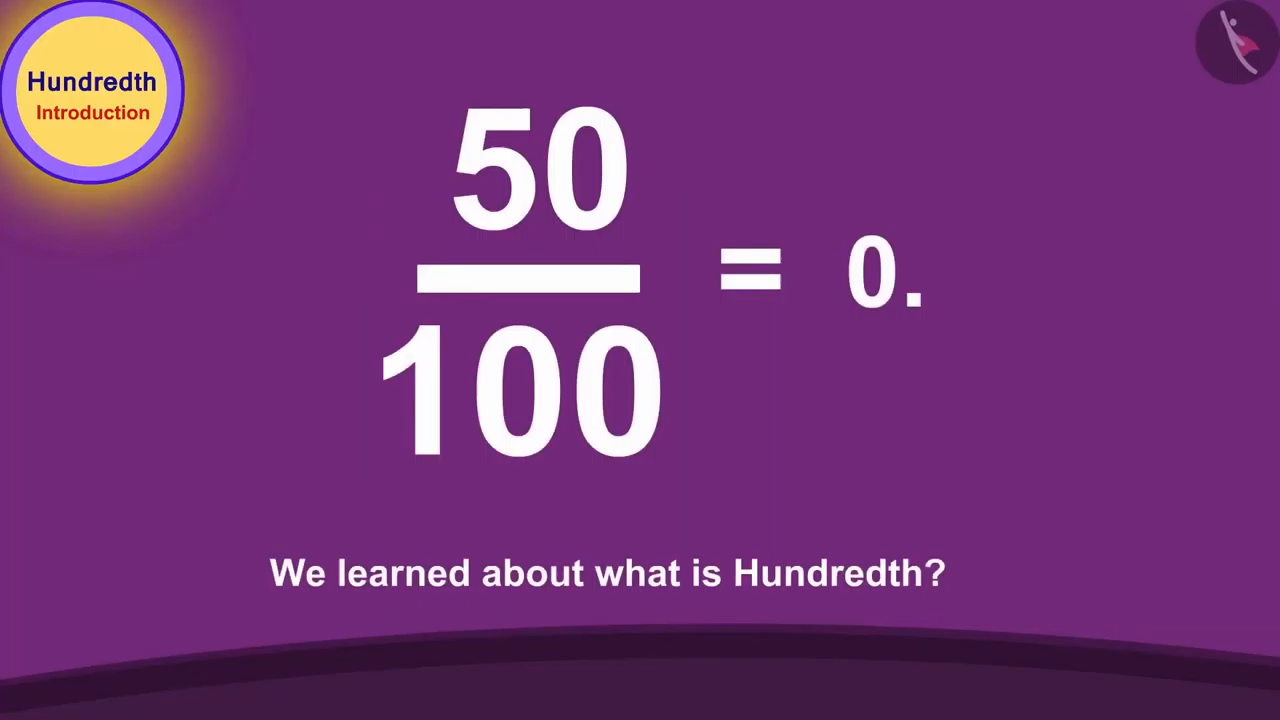 Hundredth
Introduction
50
100
= 0.
We learned about what is Hundredth?